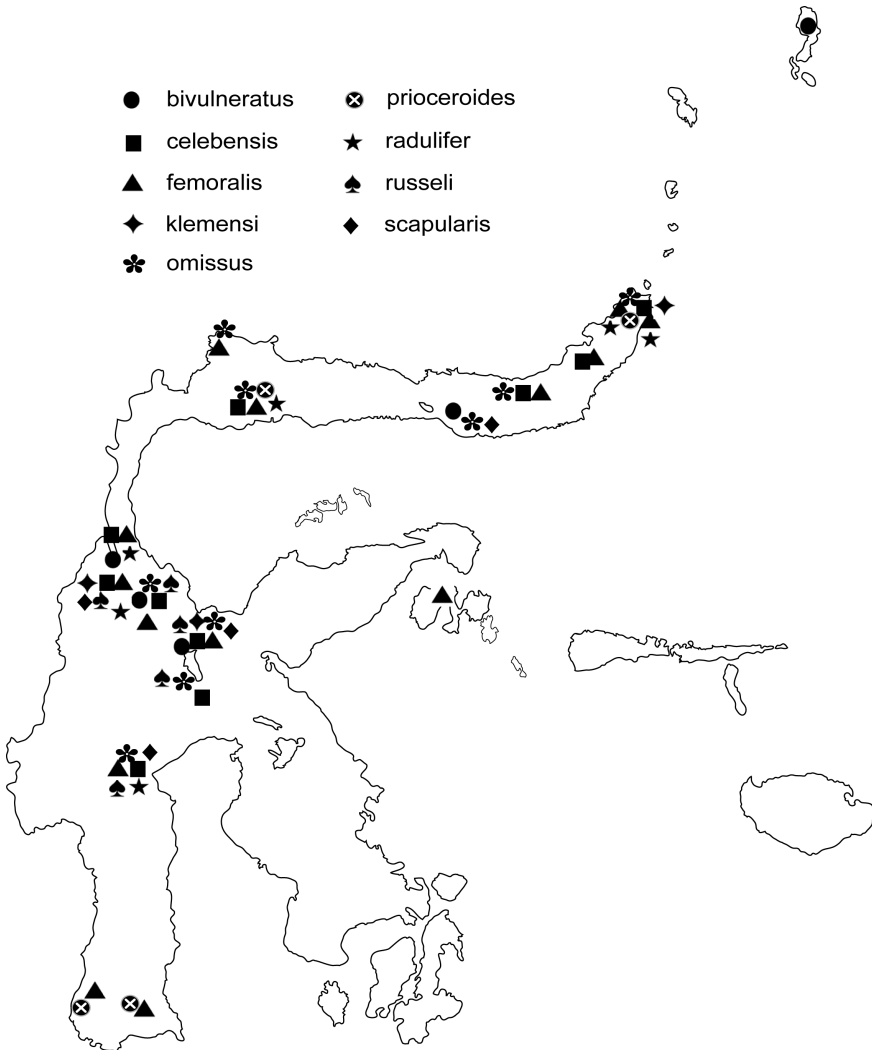 bivulneratus
celebensis
femoralis
klemensi
omissus
prioceroides
radulifer
russeli
scapularis